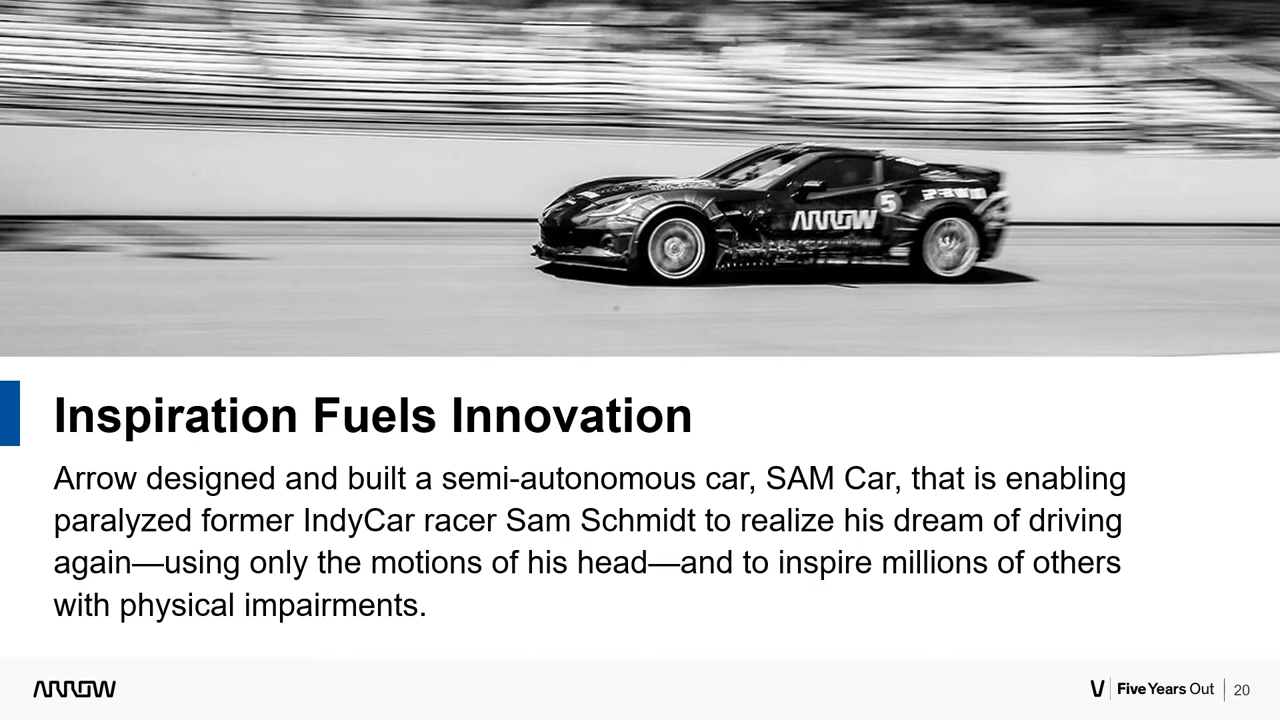 ARROW
5
Inspiration Fuels Innovation
Arrow designed and built a semi-autonomous car, SAM Car, that is enabling
paralyzed former IndyCar racer Sam Schmidt to realize his dream of driving
again—using only the motions of his head—and to inspire millions of others
with physical impairments.
ARROW
Five Years Out
20